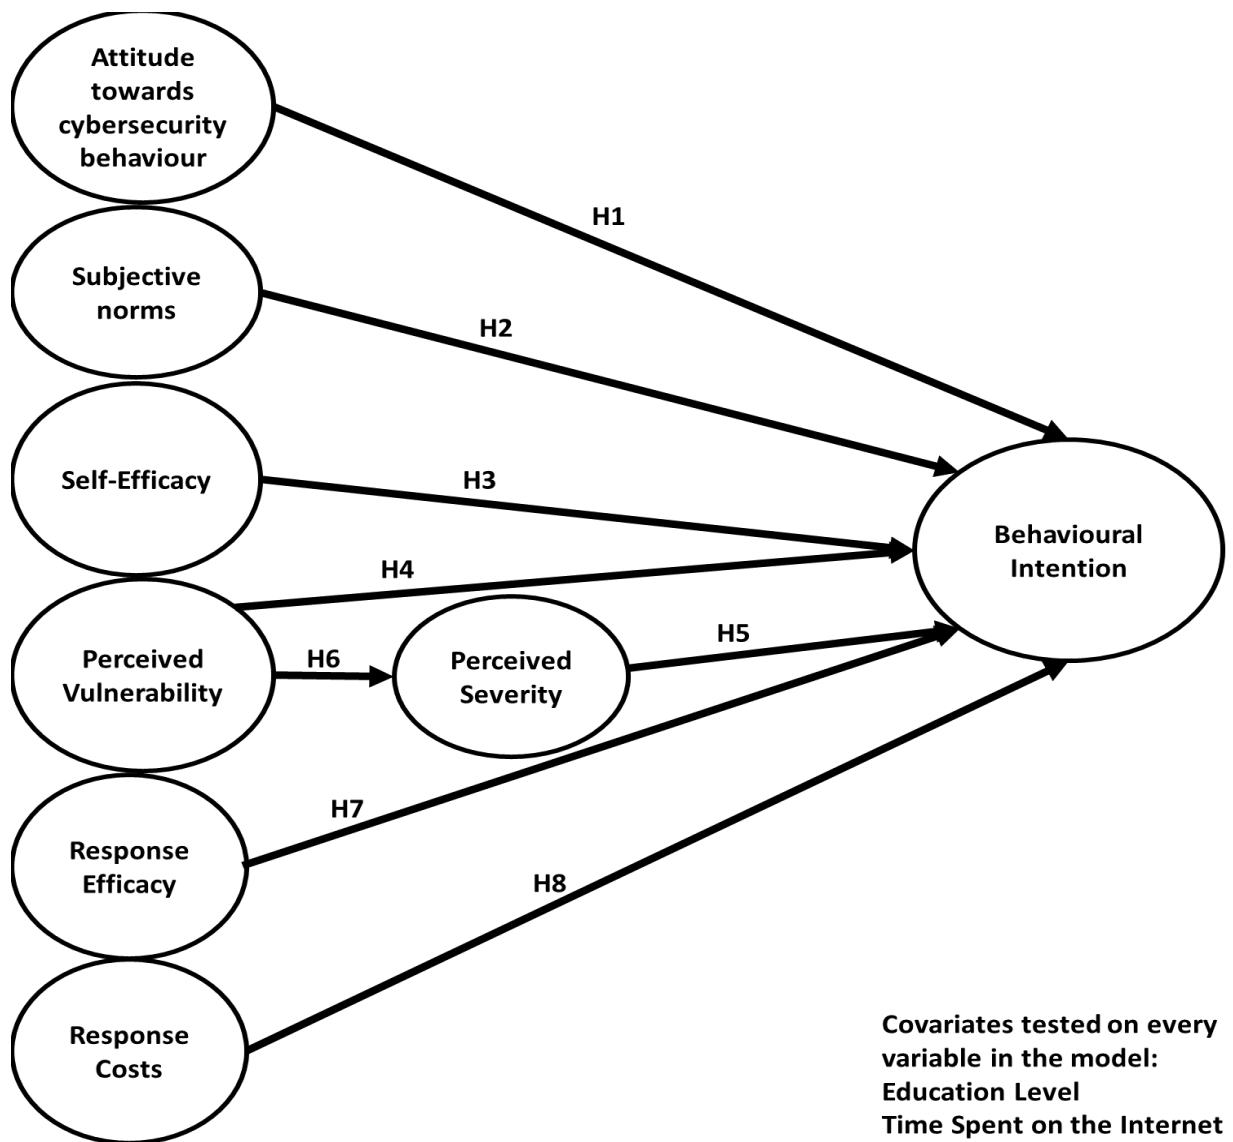 Attitude
towards
cybersecurity
behaviour
H1
Subjective
norms
H2
Self-Efficacy
H3
Behavioural
Intention
H4
Perceived
Vulnerability
H6
Perceived
Severity
H5
H7
Response
Efficacy
H8
Response
Costs
Covariates tested on every
variable in the model:
Education Level
Time Spent on the Internet